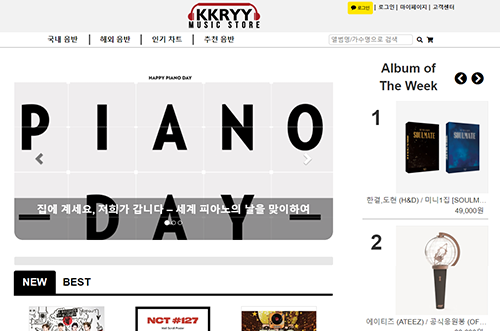 KKRYY
MUSIC STORE
로그인 | 로그인 | 마이페이지 | 고객센터
국내 음반 | 해외 음반 | 인기 차트 | 추천 음반
앨범명/가수명으로 검색
HAPPY PIANO DAY
PIANO
DAY
집에 계세요, 저희가 갑니다 – 세계 피아노의 날을 맞이하여
NEW
BEST
NCT #127
Album of
The Week
1
SOULMATE
SOULMATE
한결,도현 (H&D) / 미니1집 [SOULM...
49,000원
2
에이티즈 (ATEEZ) / 공식응원봉 (OF...